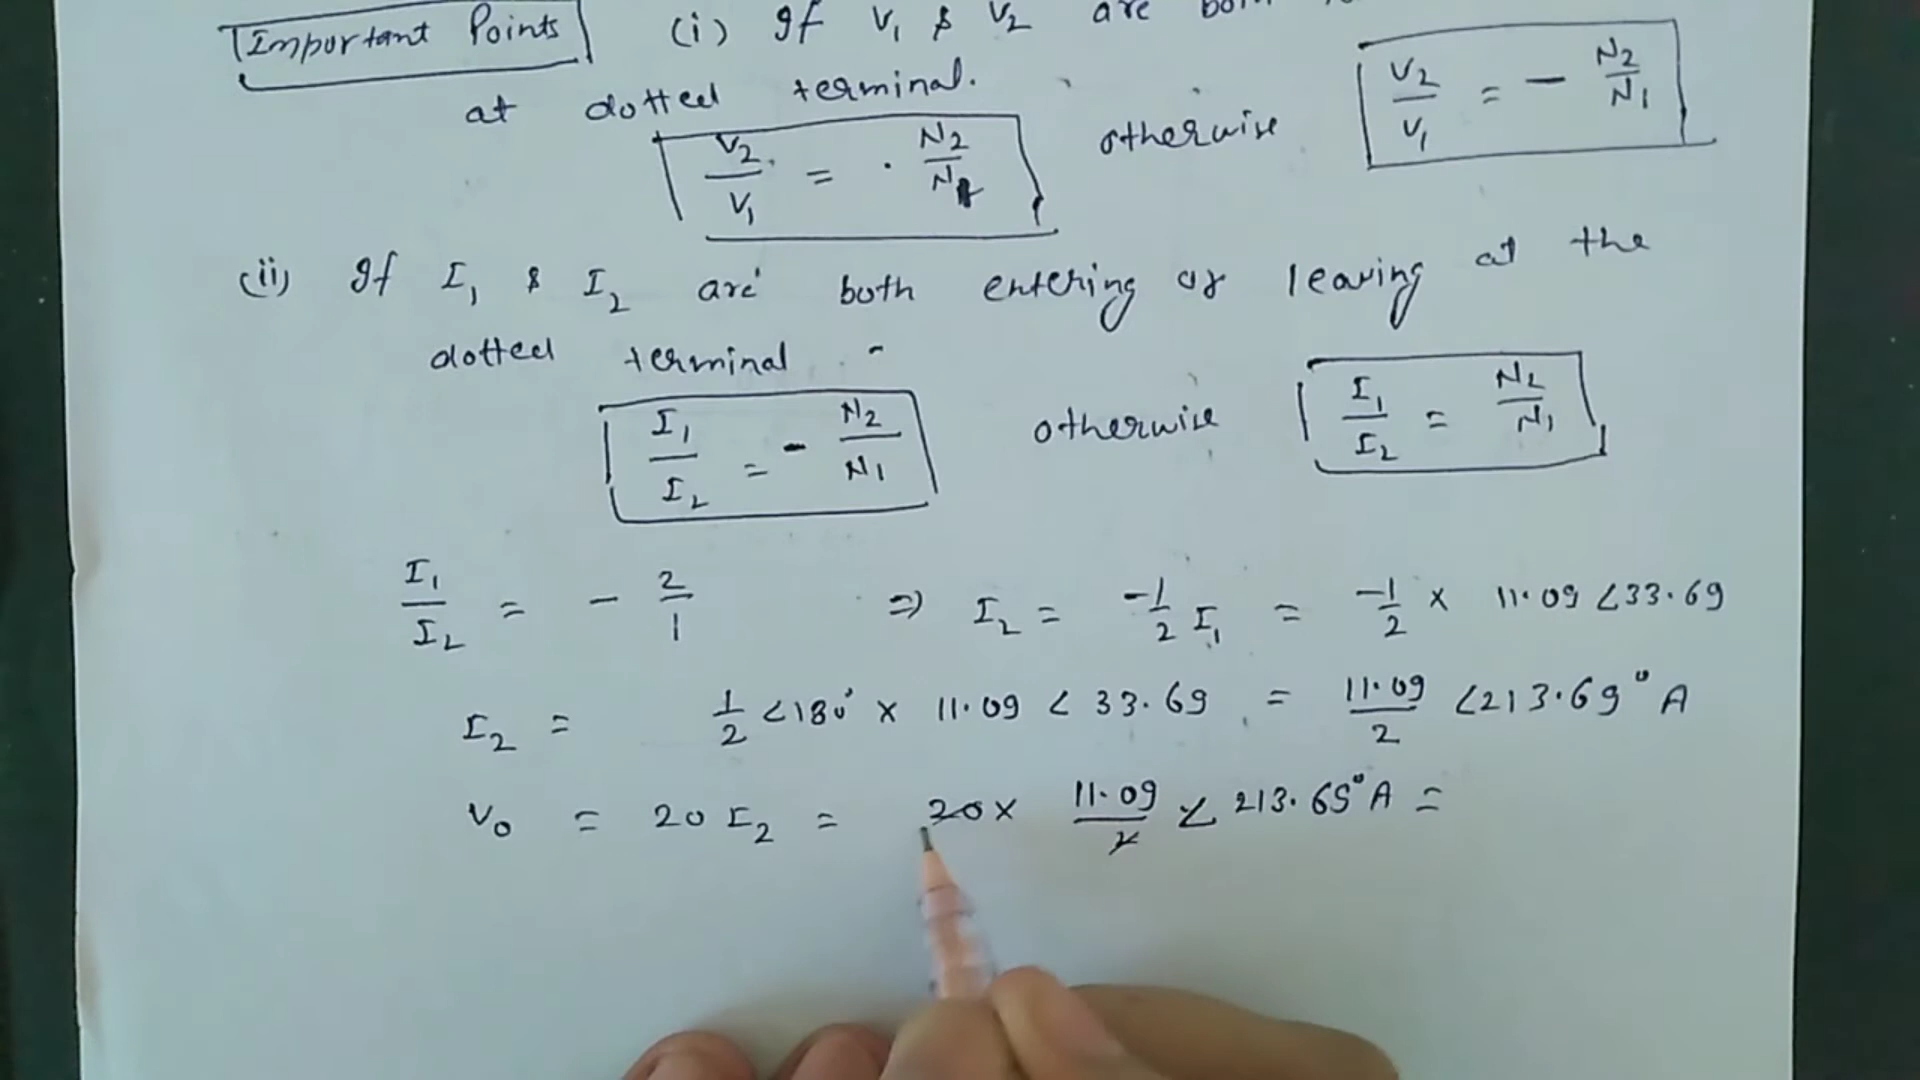 Important Points (i) If V₁ & V₂ are both
at dotted terminal.
V₂/V₁ = N₂/N₁ otherwise V₂/V₁ = - N₂/N₁
(ii) If I₁ & I₂ are both entering or leaving at the
dotted terminal -
I₁/I₂ = - N₂/N₁ otherwise I₁/I₂ = N₂/N₁
I₁/I₂ = - 2/1 => I₂ = -1/2 I₁ = -1/2 × 11.09 ∠33.69
I₂ = 1/2 ∠180° × 11.09 ∠33.69 = 11.09/2 ∠213.69° A
V₀ = 20 I₂ = 20 × 11.09/2 ∠213.69° A =